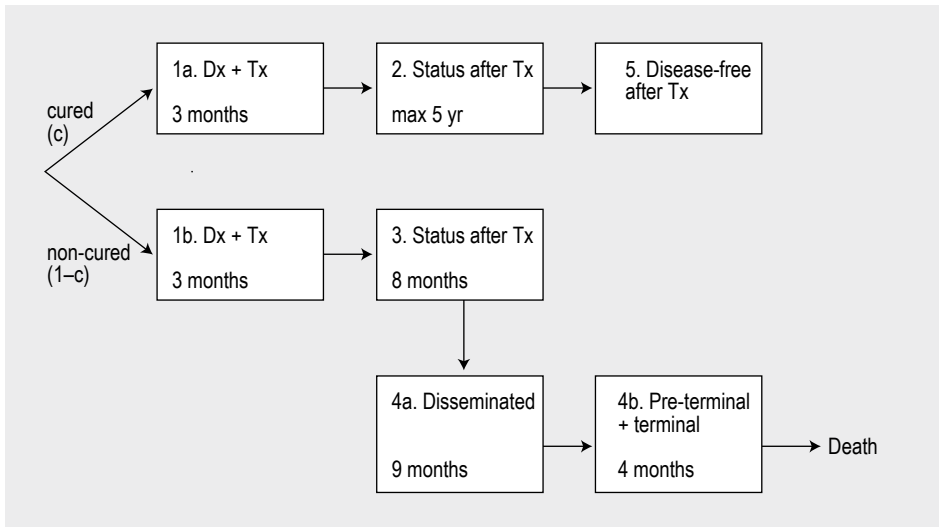 cured
(c)
1a. Dx + Tx
3 months
2. Status after Tx
max 5 yr
5. Disease-free
after Tx
non-cured
(1–c)
1b. Dx + Tx
3 months
3. Status after Tx
8 months
4a. Disseminated
9 months
4b. Pre-terminal
+ terminal
4 months
Death